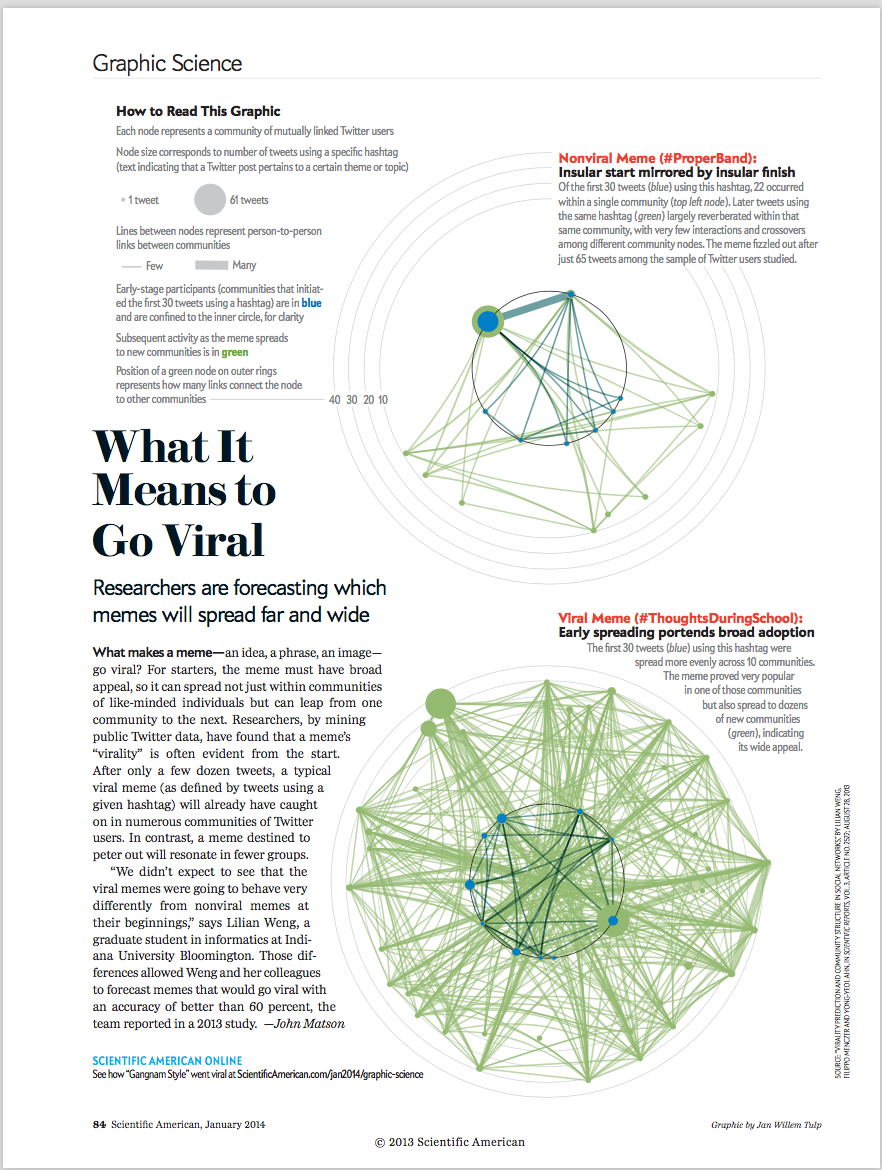 Graphic Science
How to Read This Graphic
Each node represents a community of mutually linked Twitter users
Node size corresponds to number of tweets using a specific hashtag
(text indicating that a Twitter post pertains to a certain theme or topic)
1 tweet
61 tweets
Lines between nodes represent person-to-person
links between communities
Few
Many
Early-stage participants (communities that initiat-
ed the first 30 tweets using a hashtag) are in blue
and are confined to the inner circle, for clarity
Subsequent activity as the meme spreads
to new communities is in green
Position of a green node on outer rings
represents how many links connect the node
to other communities
40 30 20 10
Nonviral Meme (#ProperBand):
Insular start mirrored by insular finish
Of the first 30 tweets (blue) using this hashtag, 22 occurred
within a single community (top left node). Later tweets using
the same hashtag (green) largely reverberated within that
same community, with very few interactions and crossovers
among different community nodes. The meme fizzled out after
just 65 tweets among the sample of Twitter users studied.
What It
Means to
Go Viral
Researchers are forecasting which
memes will spread far and wide
What makes a meme—an idea, a phrase, an image—
go viral? For starters, the meme must have broad
appeal, so it can spread not just within communities
of like-minded individuals but can leap from one
community to the next. Researchers, by mining
public Twitter data, have found that a meme's
“virality” is often evident from the start.
After only a few dozen tweets, a typical
viral meme (as defined by tweets using a
given hashtag) will already have caught
on in numerous communities of Twitter
users. In contrast, a meme destined to
peter out will resonate in fewer groups.
“We didn't expect to see that the
viral memes were going to behave very
differently from nonviral memes at
their beginnings,” says Lilian Weng, a
graduate student in informatics at Indi-
ana University Bloomington. Those dif-
ferences allowed Weng and her colleagues
to forecast memes that would go viral with
an accuracy of better than 60 percent, the
team reported in a 2013 study. —John Matson
SCIENTIFIC AMERICAN ONLINE
See how “Gangnam Style” went viral at ScientificAmerican.com/jan2014/graphic-science
Viral Meme (#ThoughtsDuringSchool):
Early spreading portends broad adoption
The first 30 tweets (blue) using this hashtag were
spread more evenly across 10 communities.
The meme proved very popular
in one of those communities
but also spread to dozens
of new communities
(green), indicating
its wide appeal.
SOURCE: “VIRALITY PREDICTION AND COMMUNITY STRUCTURE IN SOCIAL NETWORKS,” BY LILIAN WENG,
FILIPPO MENCZER AND YONG-YEOL AHN, IN SCIENTIFIC REPORTS, VOL. 3, ARTICLE NO. 2522; AUGUST 28, 2013
84 Scientific American, January 2014
Graphic by Jan Willem Tulp
© 2013 Scientific American